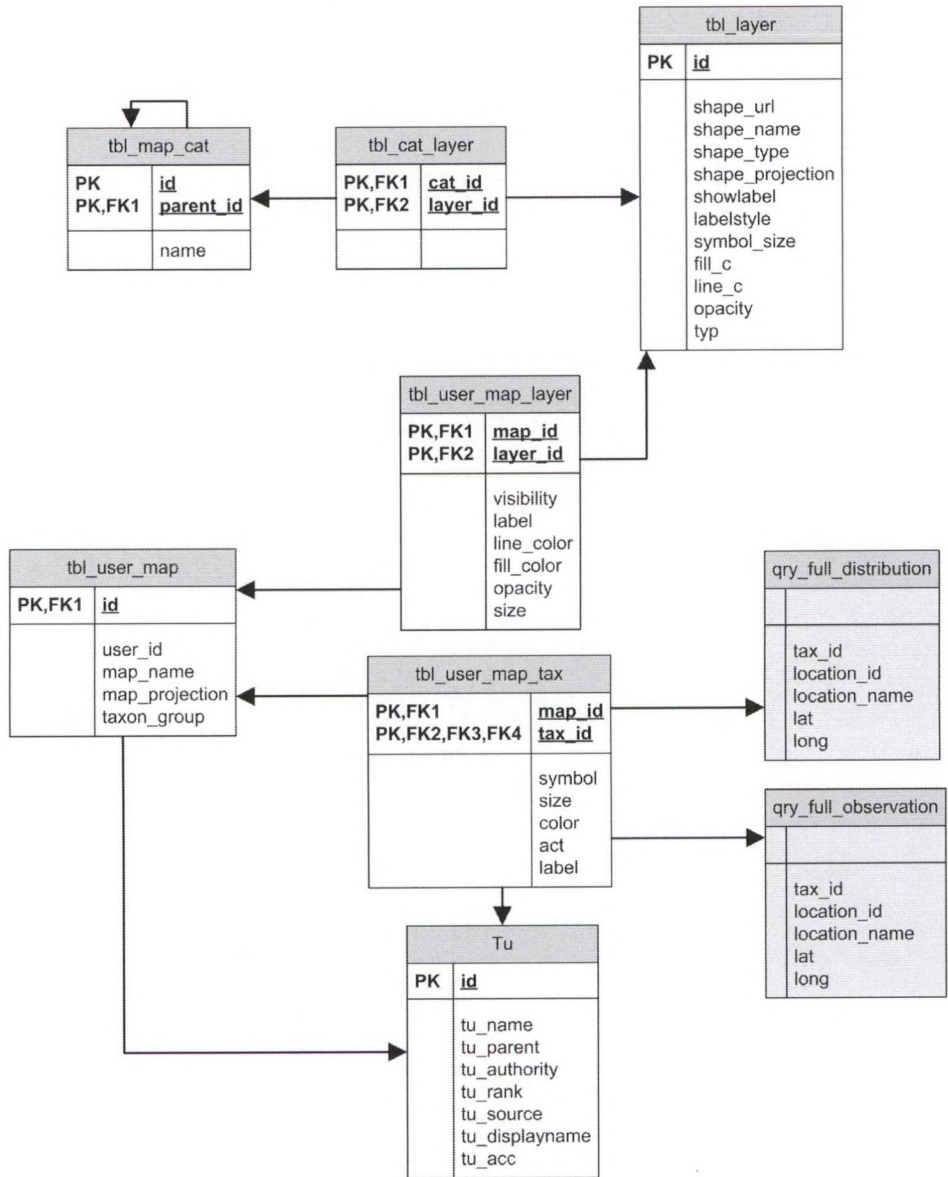 tbl_layer
PK id
shape_url
shape_name
shape_type
shape_projection
showlabel
labelstyle
symbol_size
fill_c
line_c
opacity
typ
tbl_map_cat
PK id
PK,FK1 parent_id
name
tbl_cat_layer
PK,FK1 cat_id
PK,FK2 layer_id
tbl_user_map_layer
PK,FK1 map_id
PK,FK2 layer_id
visibility
label
line_color
fill_color
opacity
size
tbl_user_map
PK,FK1 id
user_id
map_name
map_projection
taxon_group
tbl_user_map_tax
PK,FK1 map_id
PK,FK2,FK3,FK4 tax_id
symbol
size
color
act
label
qry_full_distribution
tax_id
location_id
location_name
lat
long
qry_full_observation
tax_id
location_id
location_name
lat
long
Tu
PK id
tu_name
tu_parent
tu_authority
tu_rank
tu_source
tu_displayname
tu_acc